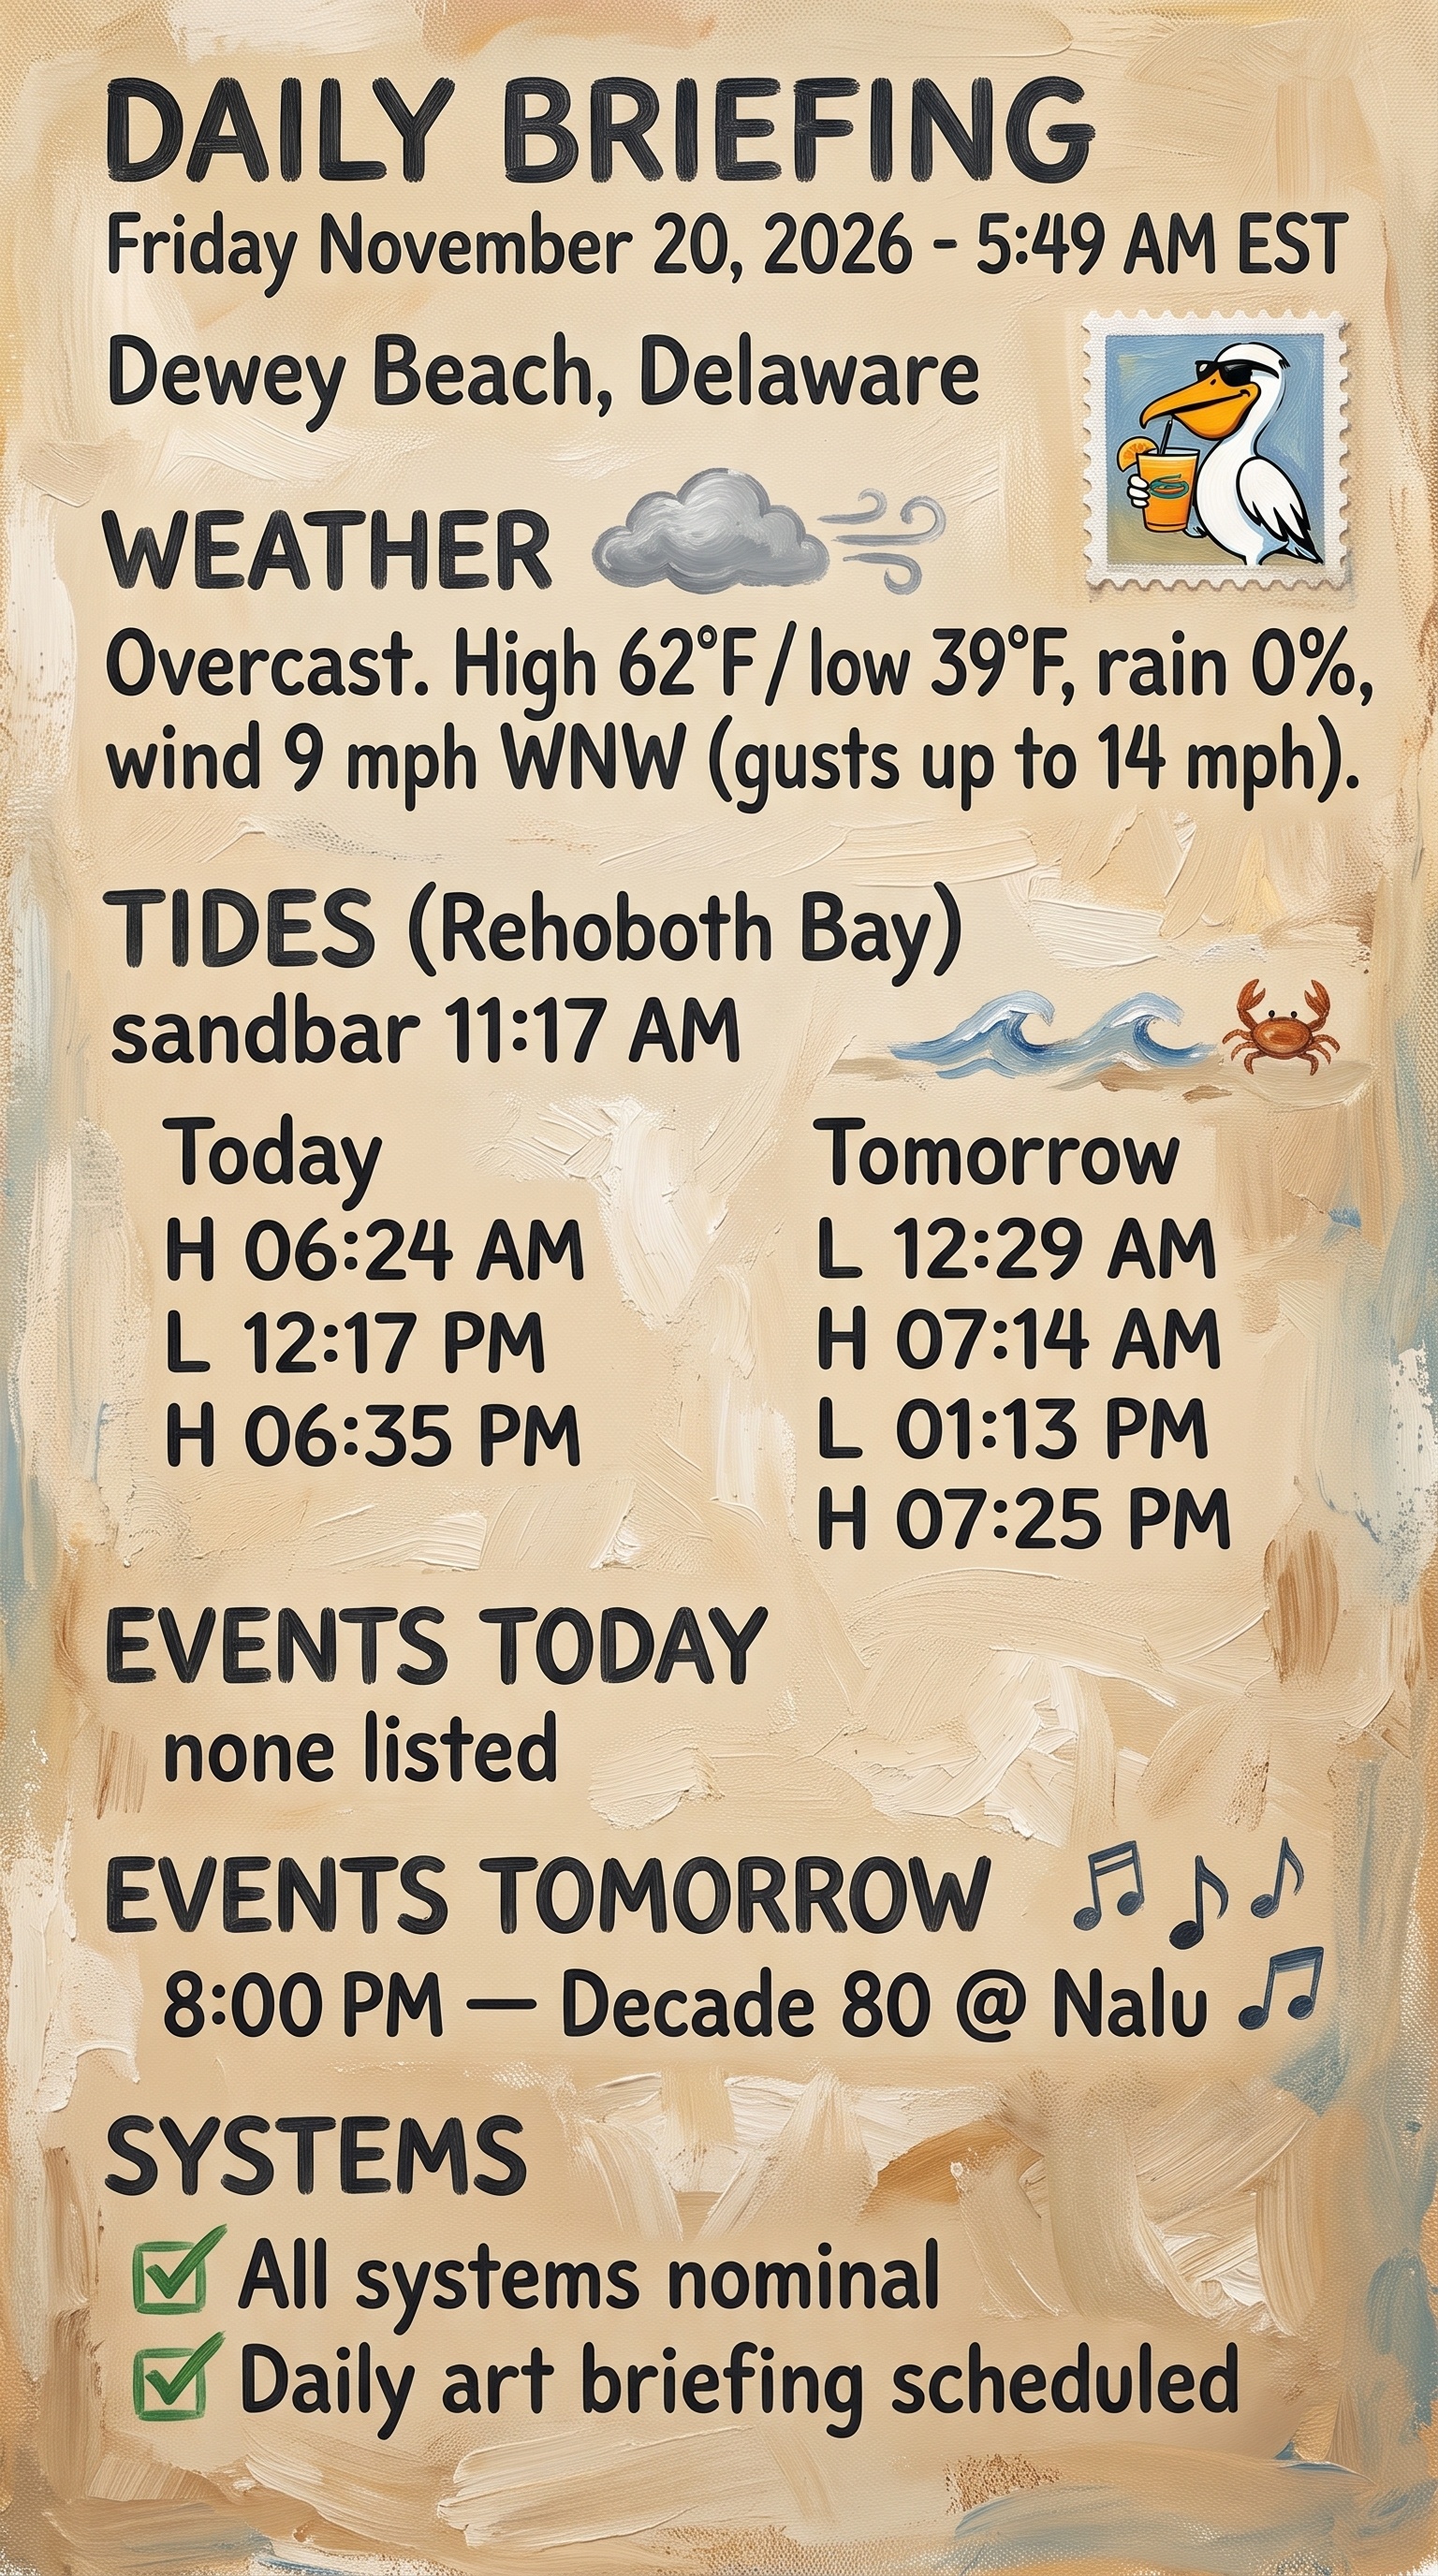 DAILY BRIEFING
Friday November 20, 2026 - 5:49 AM EST
Dewey Beach, Delaware
WEATHER
Overcast. High 62°F / low 39°F, rain 0%,
wind 9 mph WNW (gusts up to 14 mph).
TIDES (Rehoboth Bay)
sandbar 11:17 AM
Today
H 06:24 AM
L 12:17 PM
H 06:35 PM
Tomorrow
L 12:29 AM
H 07:14 AM
L 01:13 PM
H 07:25 PM
EVENTS TODAY
none listed
EVENTS TOMORROW
8:00 PM — Decade 80 @ Nalu
SYSTEMS
All systems nominal
Daily art briefing scheduled